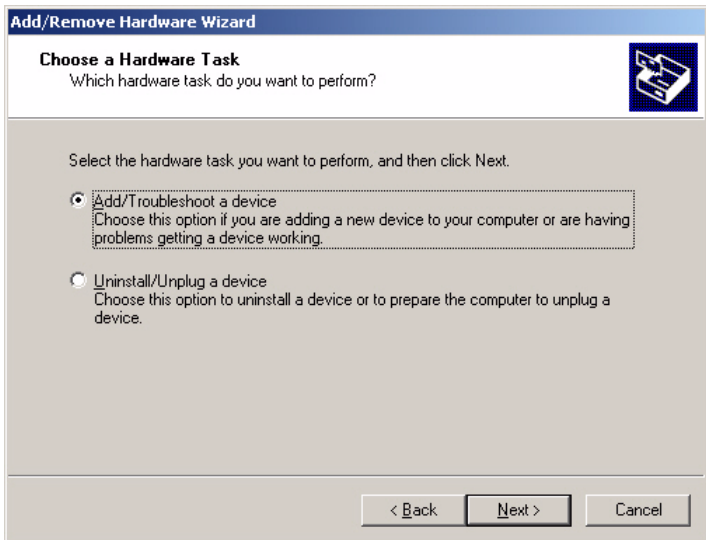 Add/Remove Hardware Wizard
Choose a Hardware Task
Which hardware task do you want to perform?
Select the hardware task you want to perform, and then click Next.
Add/Troubleshoot a device
Choose this option if you are adding a new device to your computer or are having
problems getting a device working.
Uninstall/Unplug a device
Choose this option to uninstall a device or to prepare the computer to unplug a
device.
< Back Next > Cancel